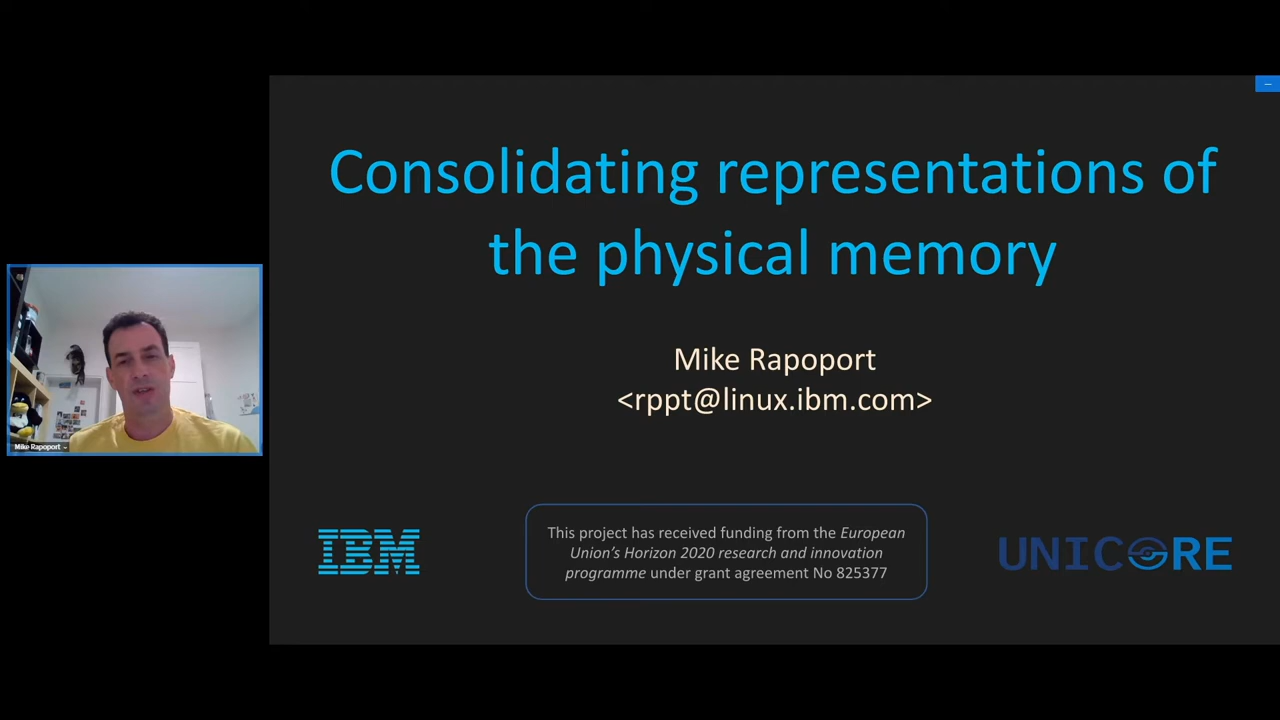 Consolidating representations of
the physical memory
Mike Rapoport
<rppt@linux.ibm.com>
Mike Rapoport
IBM
This project has received funding from the European
Union's Horizon 2020 research and innovation
programme under grant agreement No 825377
UNICORE